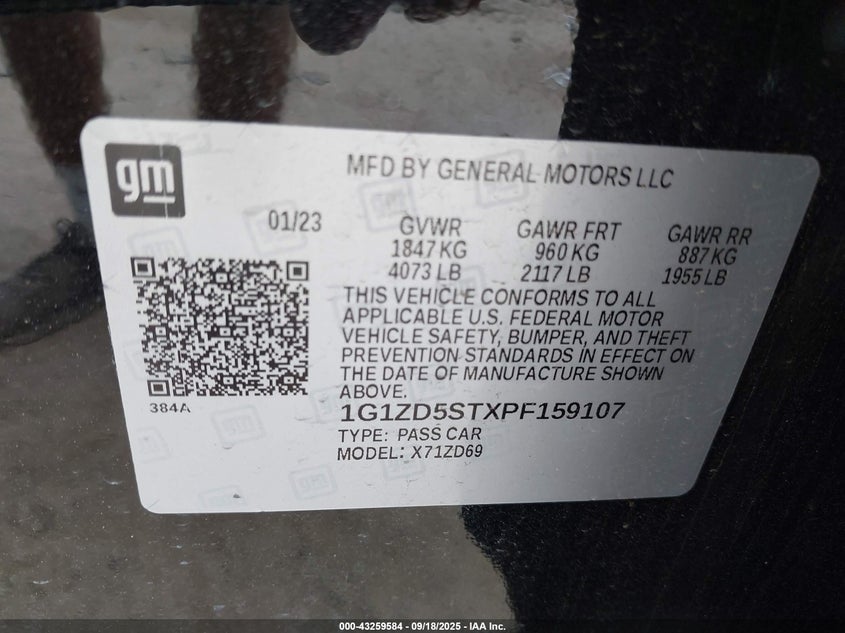 gm
MFD BY GENERAL MOTORS LLC
01/23
GVWR
1847 KG
4073 LB
GAWR FRT
960 KG
2117 LB
GAWR RR
887 KG
1955 LB
THIS VEHICLE CONFORMS TO ALL
APPLICABLE U.S. FEDERAL MOTOR
VEHICLE SAFETY, BUMPER, AND THEFT
PREVENTION STANDARDS IN EFFECT ON
THE DATE OF MANUFACTURE SHOWN
ABOVE.
384A
1G1ZD5STXPF159107
TYPE: PASS CAR
MODEL: X71ZD69
000-43259584 - 09/18/2025 - IAA Inc.